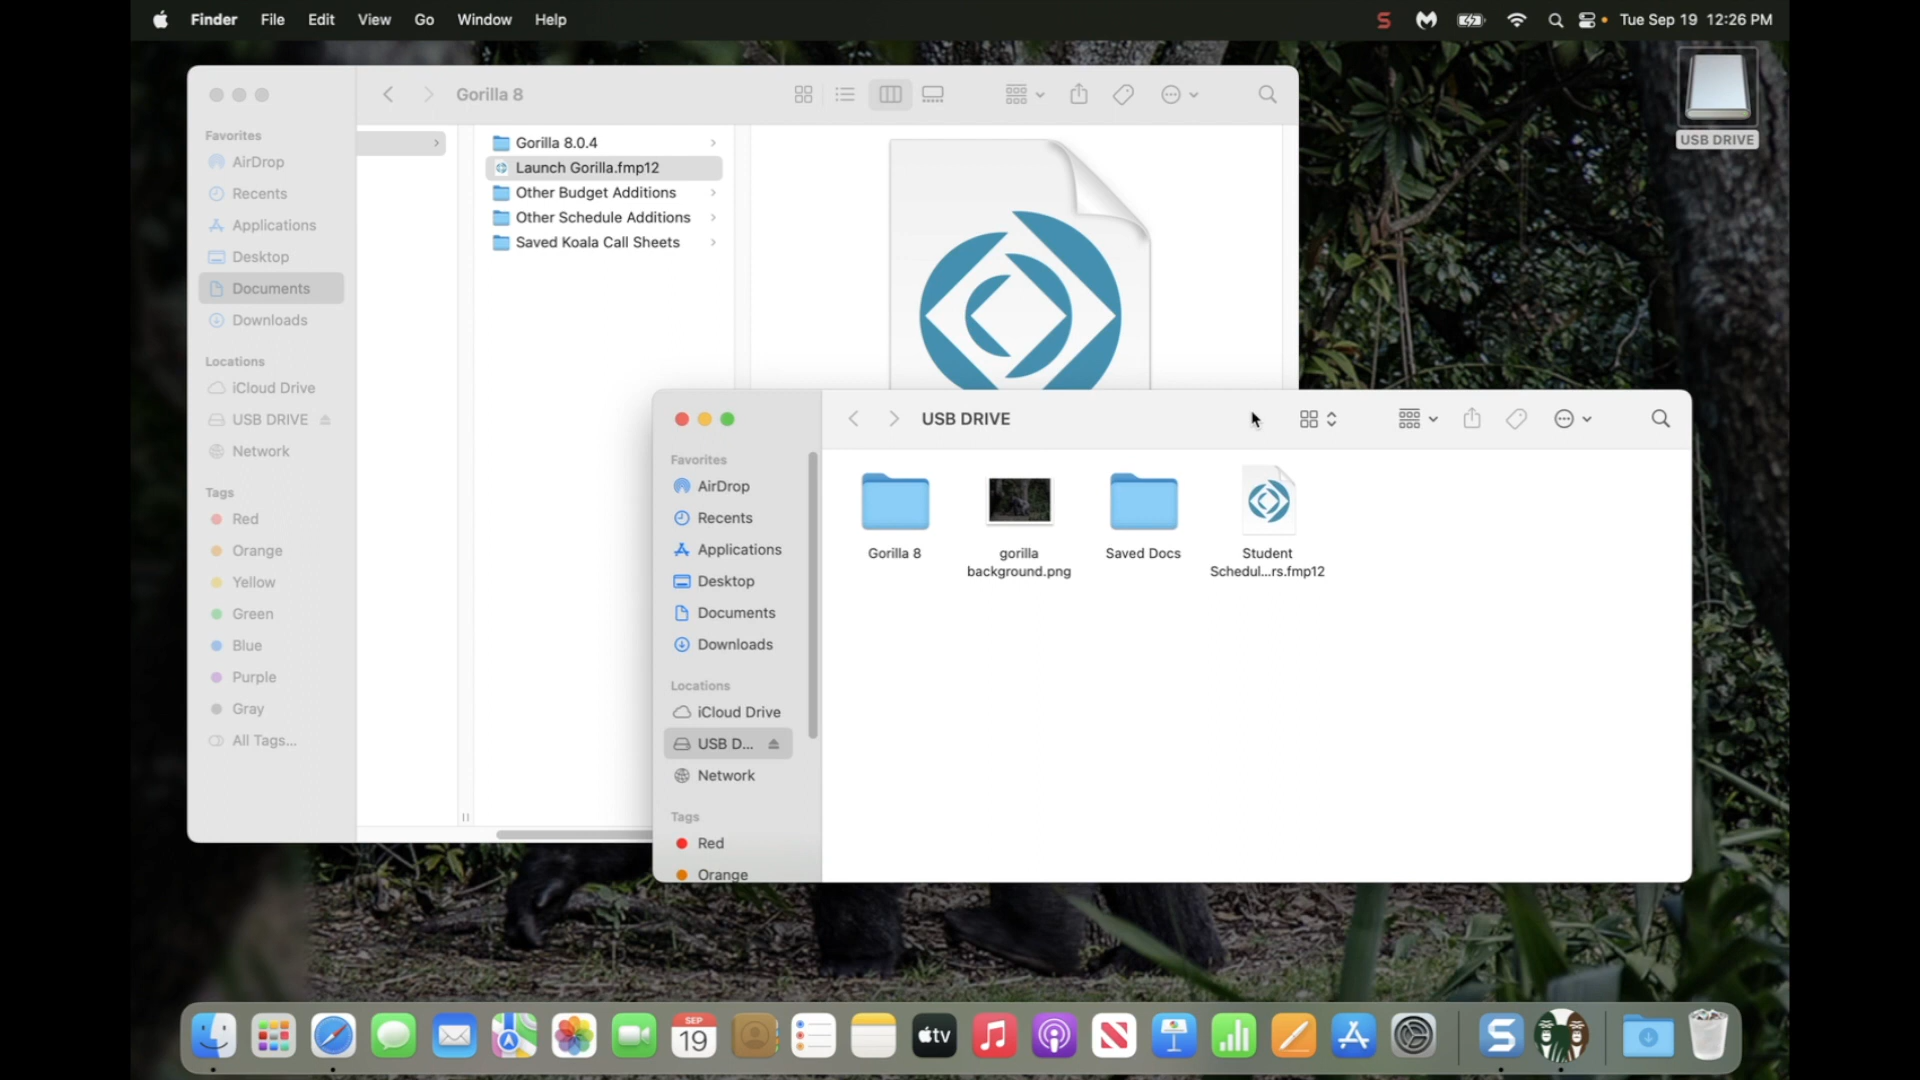 Finder File Edit View Go Window Help
Tue Sep 19 12:26 PM
USB DRIVE
Gorilla 8
Favorites
AirDrop
Recents
Applications
Desktop
Documents
Downloads
Locations
iCloud Drive
USB DRIVE
Network
Tags
Red
Orange
Yellow
Green
Blue
Purple
Gray
All Tags...
Gorilla 8.0.4
Launch Gorilla.fmp12
Other Budget Additions
Other Schedule Additions
Saved Koala Call Sheets
USB DRIVE
Favorites
AirDrop
Recents
Applications
Desktop
Documents
Downloads
Locations
iCloud Drive
USB D...
Network
Tags
Red
Orange
Gorilla 8
gorilla
background.png
Saved Docs
Student
Schedul...rs.fmp12
SEP
19
tv